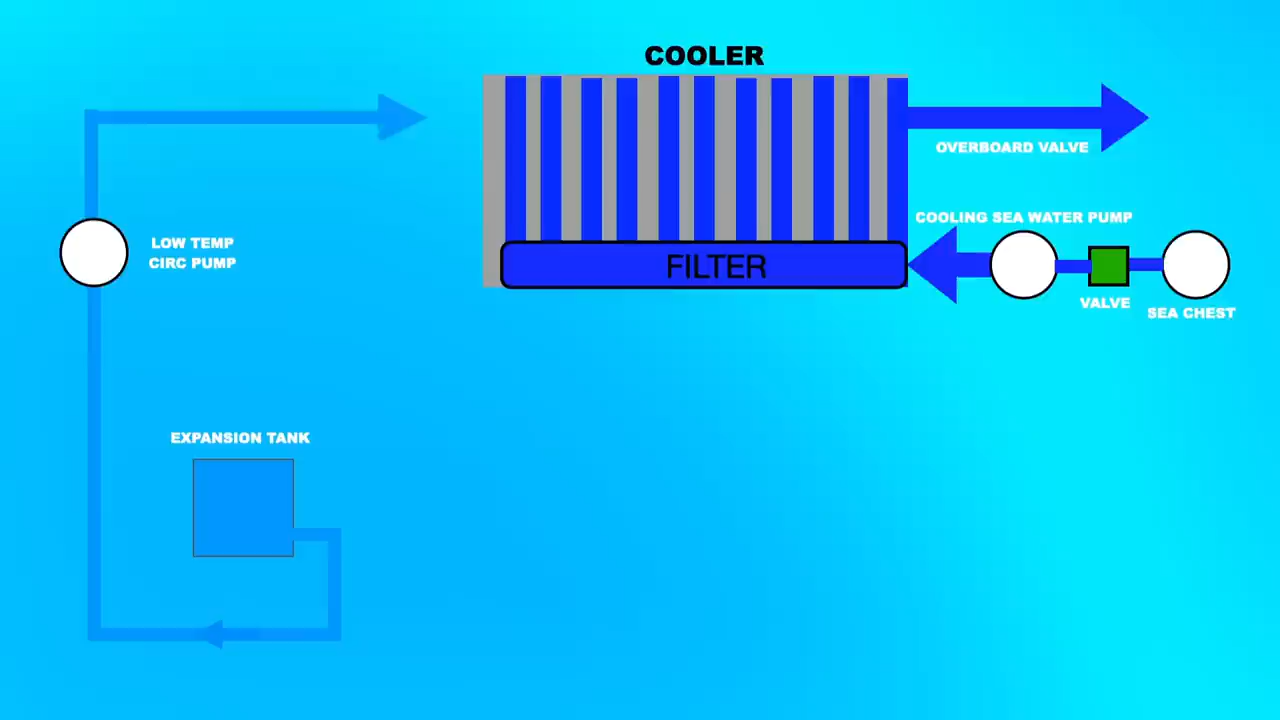 COOLER
OVERBOARD VALVE
COOLING SEA WATER PUMP
LOW TEMP
CIRC PUMP
FILTER
VALVE
SEA CHEST
EXPANSION TANK